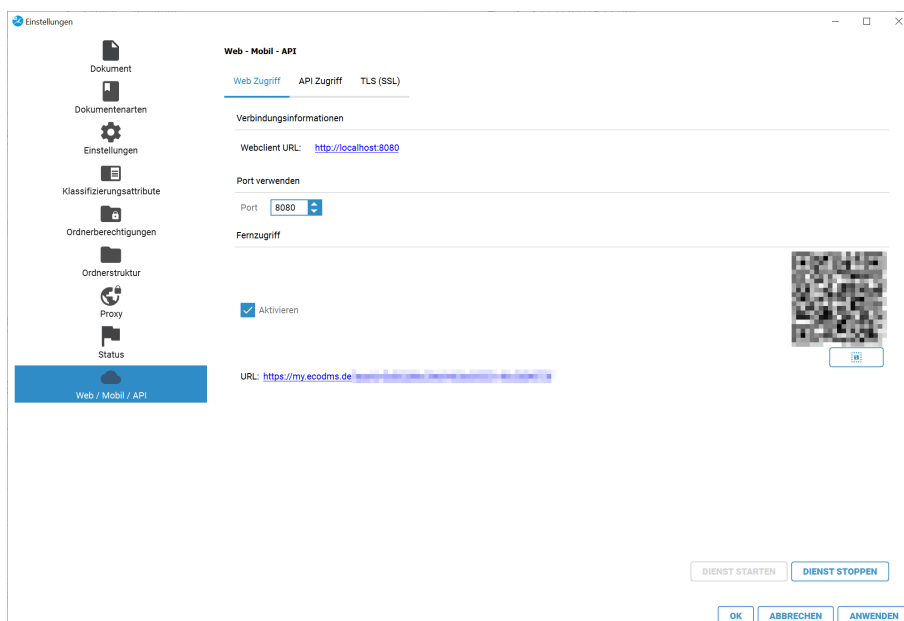 Einstellungen
Dokument
Dokumentenarten
Einstellungen
Klassifizierungsattribute
Ordnerberechtigungen
Ordnerstruktur
Proxy
Status
Web / Mobil / API
Web - Mobil - API
Web Zugriff API Zugriff TLS (SSL)
Verbindungsinformationen
Webclient URL: http://localhost:8080
Port verwenden
Port 8080
Fernzugriff
Aktivieren
URL: https://my.ecodms.de
DIENST STARTEN DIENST STOPPEN
OK ABBRECHEN ANWENDEN